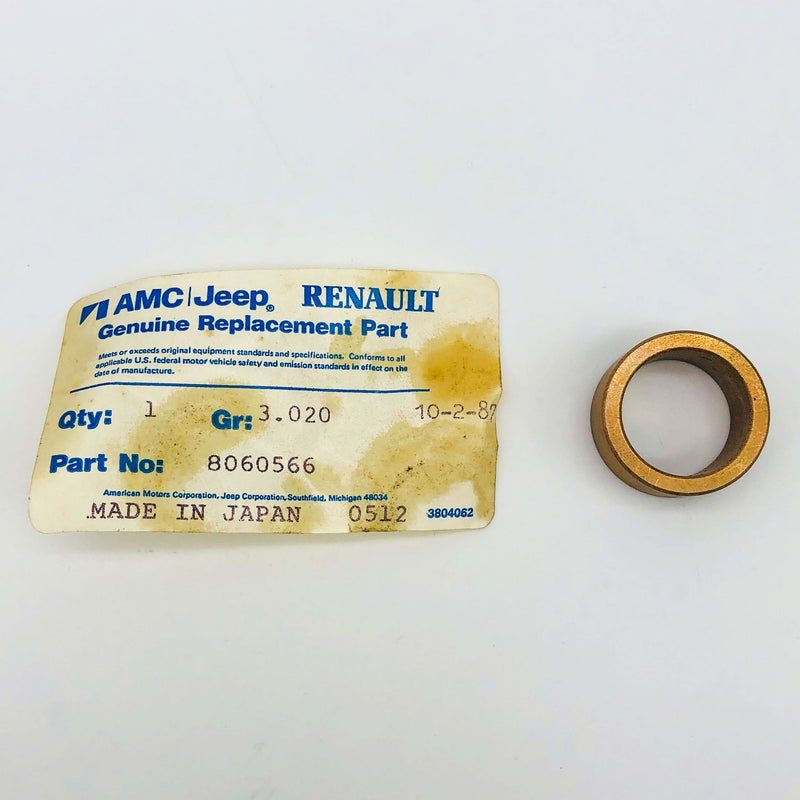 AMC|Jeep® RENAULT
Genuine Replacement Part
Meets or exceeds original equipment standards and specifications. Conforms to all
applicable U.S. federal motor vehicle safety and emission standards in effect on the
date of manufacture.
Qty: 1 Gr: 3.020 10-2-87
Part No: 8060566
American Motors Corporation, Jeep Corporation, Southfield, Michigan 48034
MADE IN JAPAN 0512 3804062